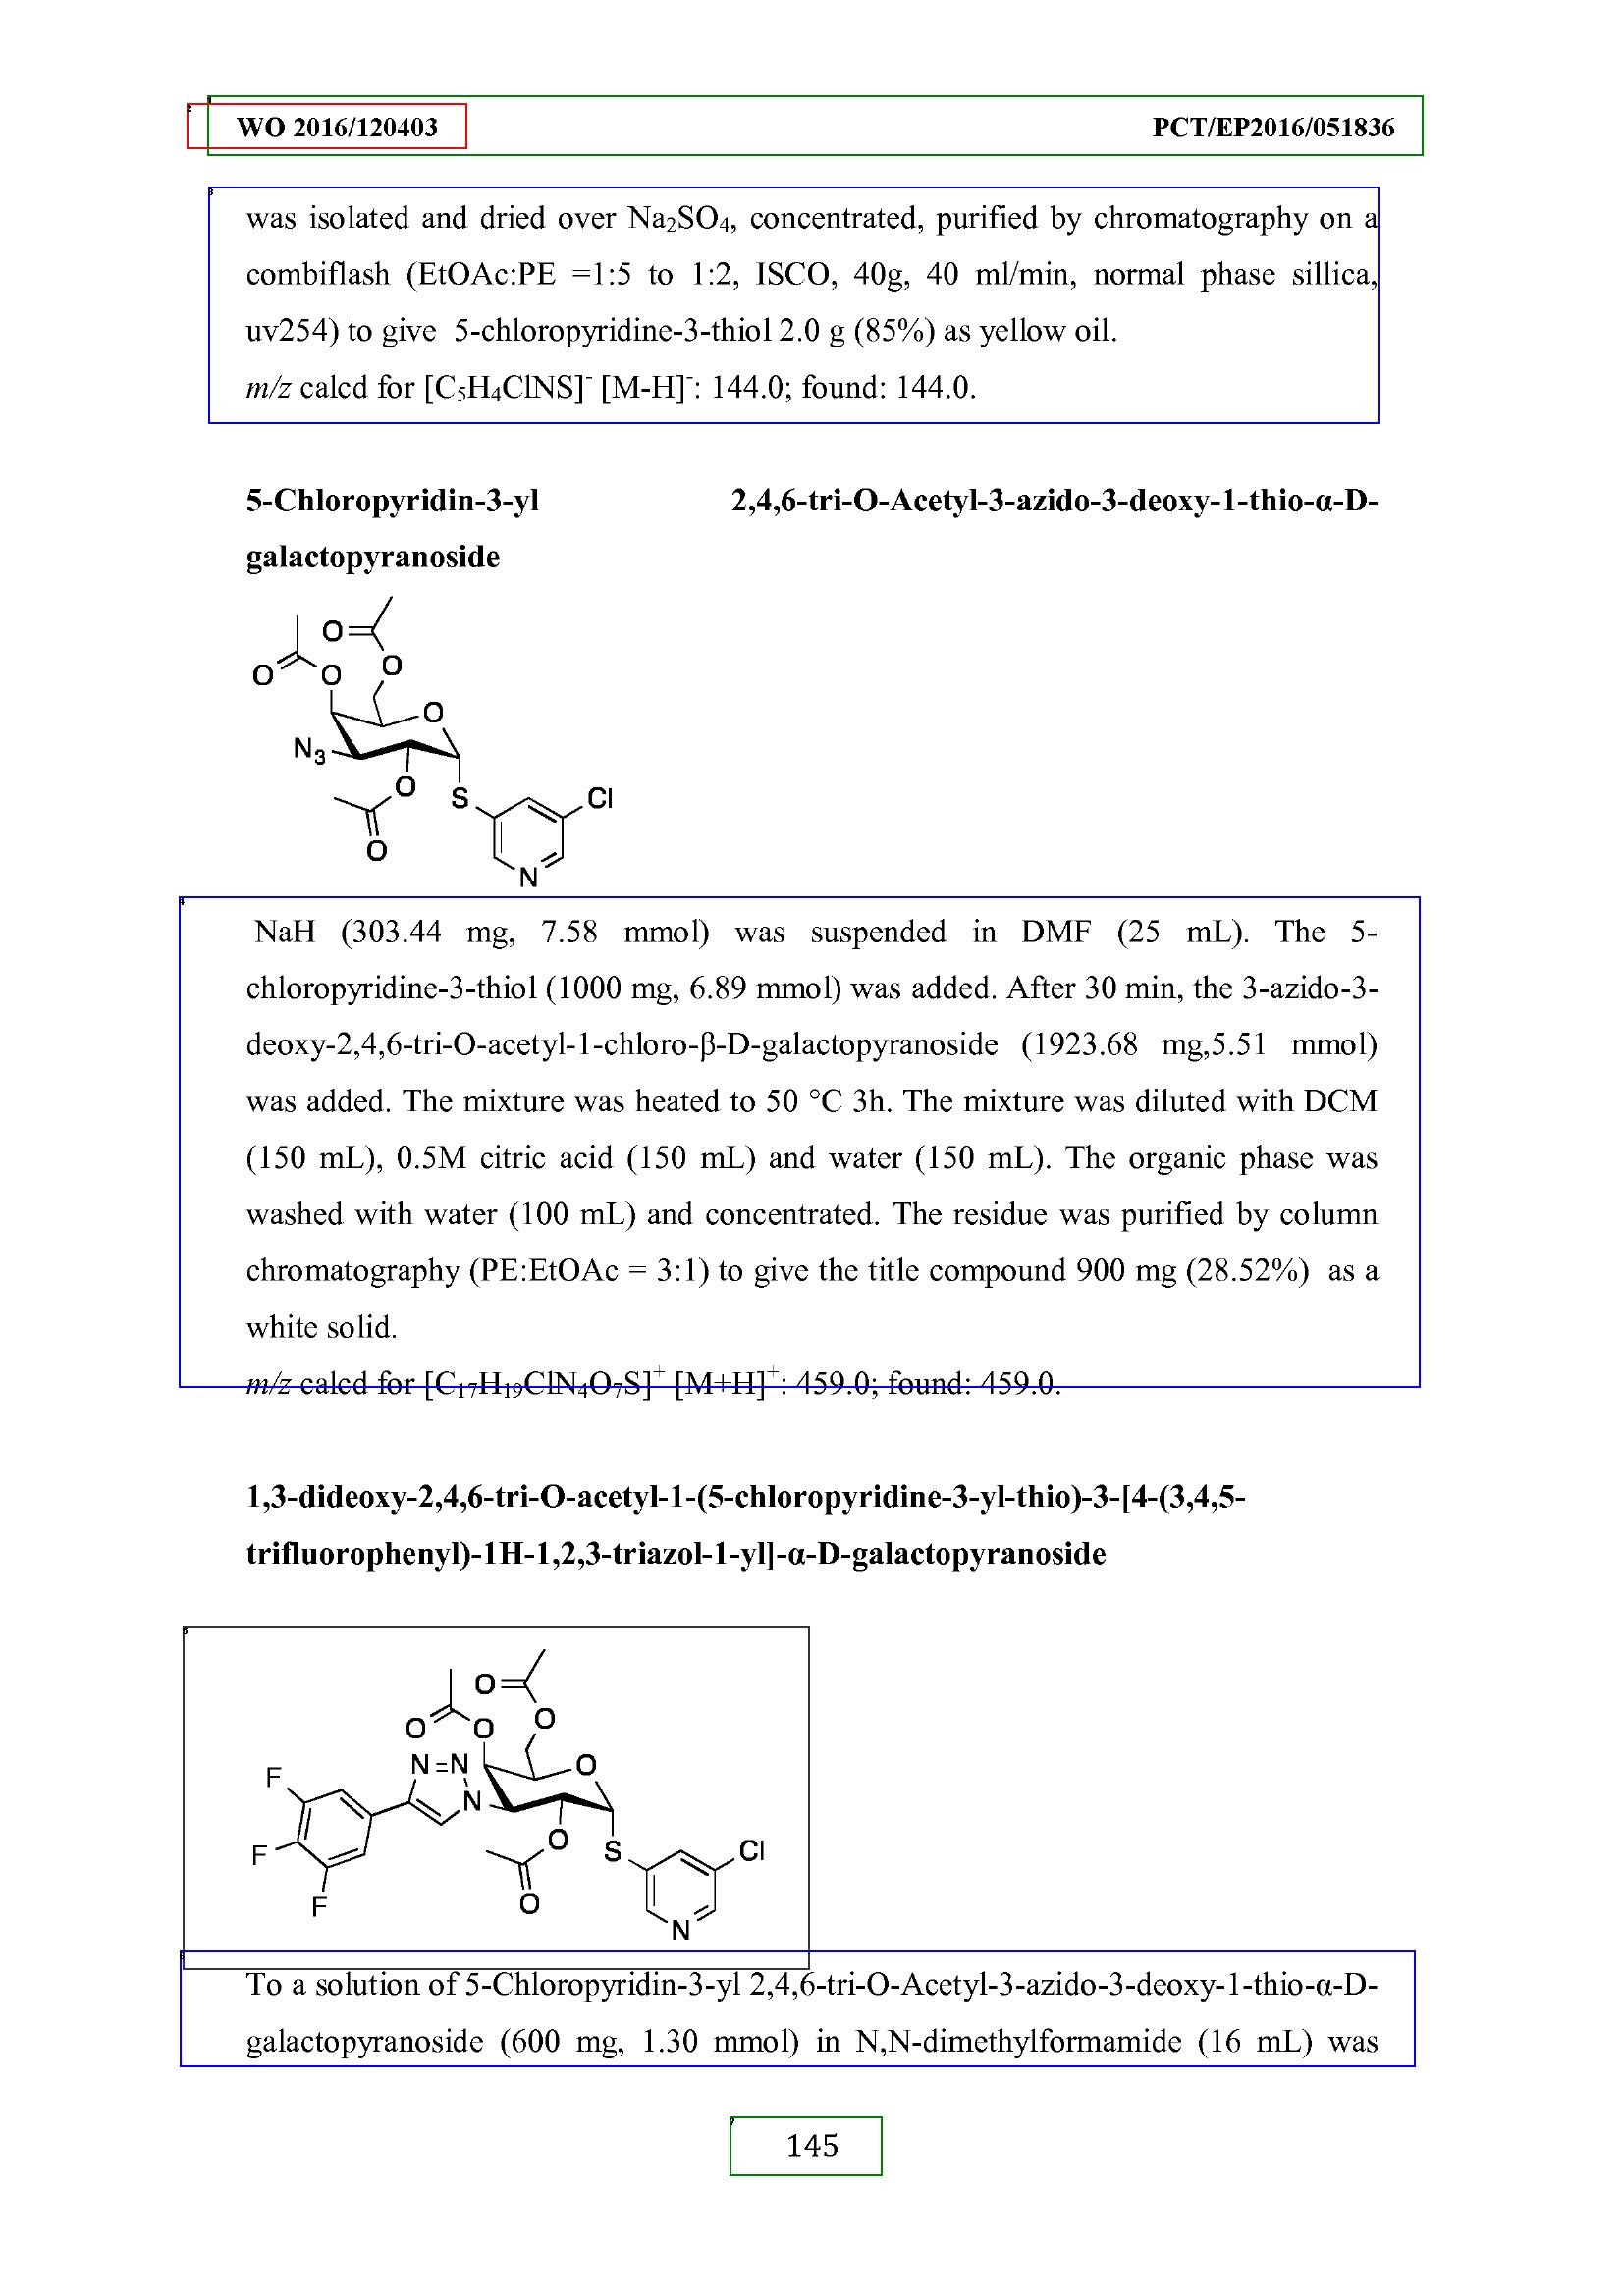 WO 2016/120403 PCT/EP2016/051836
was isolated and dried over Na₂SO₄, concentrated, purified by chromatography on a
combiflash (EtOAc:PE =1:5 to 1:2, ISCO, 40g, 40 ml/min, normal phase sillica,
uv254) to give 5-chloropyridine-3-thiol 2.0 g (85%) as yellow oil.
m/z calcd for [C₅H₄ClNS]⁻ [M-H]⁻: 144.0; found: 144.0.
5-Chloropyridin-3-yl 2,4,6-tri-O-Acetyl-3-azido-3-deoxy-1-thio-α-D-
galactopyranoside
O
O
O
O
O
N₃
O
S
Cl
O
N
NaH (303.44 mg, 7.58 mmol) was suspended in DMF (25 mL). The 5-
chloropyridine-3-thiol (1000 mg, 6.89 mmol) was added. After 30 min, the 3-azido-3-
deoxy-2,4,6-tri-O-acetyl-1-chloro-β-D-galactopyranoside (1923.68 mg,5.51 mmol)
was added. The mixture was heated to 50 °C 3h. The mixture was diluted with DCM
(150 mL), 0.5M citric acid (150 mL) and water (150 mL). The organic phase was
washed with water (100 mL) and concentrated. The residue was purified by column
chromatography (PE:EtOAc = 3:1) to give the title compound 900 mg (28.52%) as a
white solid.
m/z calcd for [C₁₇H₁₉ClN₄O₇S]⁺ [M+H]⁺: 459.0; found: 459.0.
1,3-dideoxy-2,4,6-tri-O-acetyl-1-(5-chloropyridine-3-yl-thio)-3-[4-(3,4,5-
trifluorophenyl)-1H-1,2,3-triazol-1-yl]-α-D-galactopyranoside
O
O
O
O
N=N
O
F
N
O
S
Cl
F
O
F
N
To a solution of 5-Chloropyridin-3-yl 2,4,6-tri-O-Acetyl-3-azido-3-deoxy-1-thio-α-D-
galactopyranoside (600 mg, 1.30 mmol) in N,N-dimethylformamide (16 mL) was
145